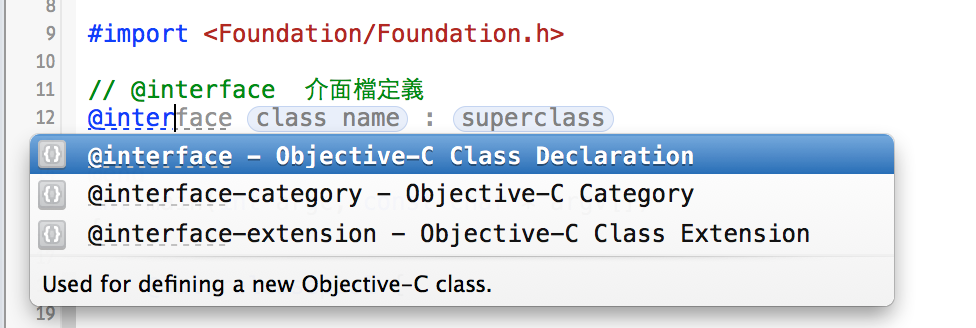 8
9 #import <Foundation/Foundation.h>
10
11 // @interface 介面檔定義
12 @interface class name : superclass
@interface – Objective-C Class Declaration
@interface-category – Objective-C Category
@interface-extension – Objective-C Class Extension
Used for defining a new Objective-C class.
19